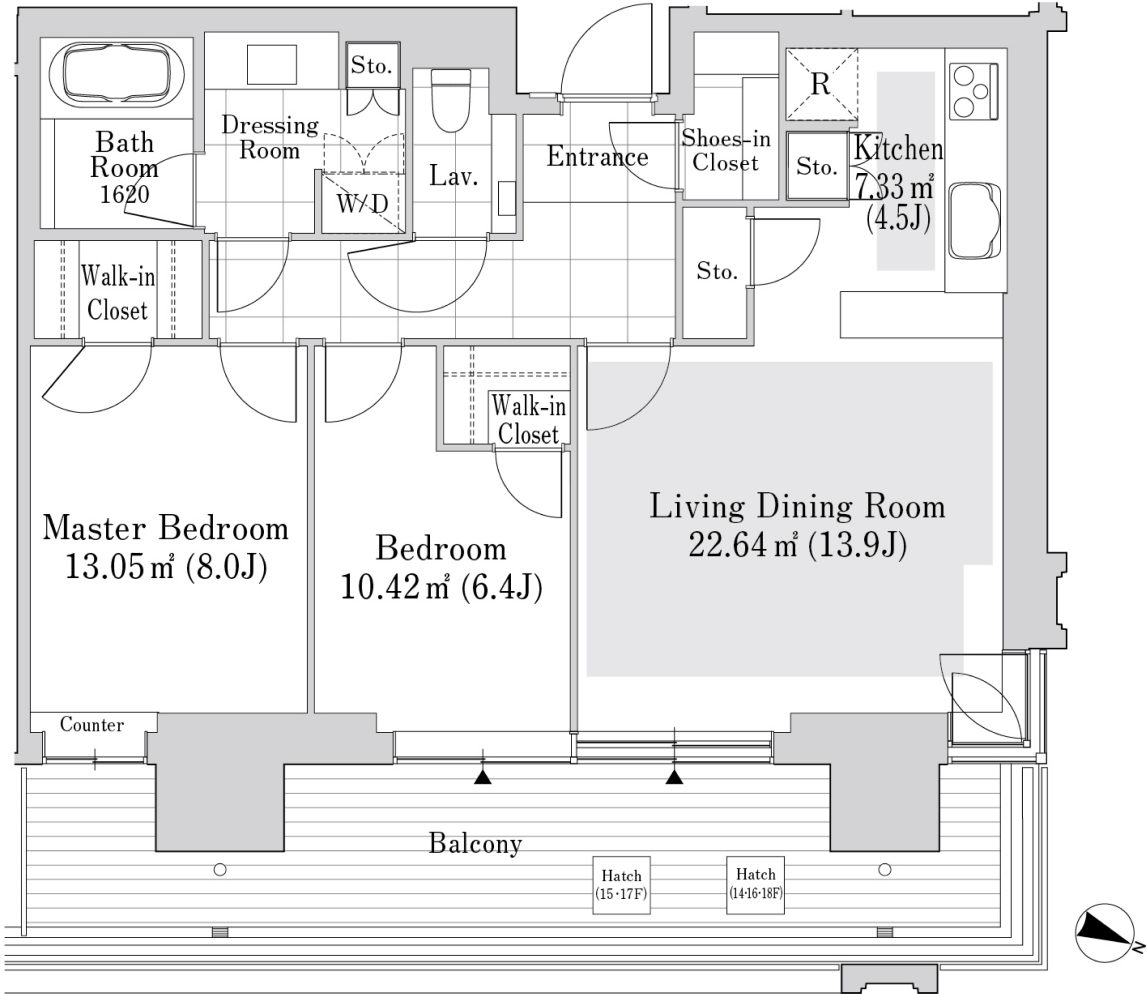 Sto.
R
Bath
Room
1620
Dressing
Room
W/D
Lav.
Entrance
Shoes-in
Closet
Sto.
Kitchen
7.33㎡
(4.5J)
Walk-in
Closet
Sto.
Walk-in
Closet
Master Bedroom
13.05㎡ (8.0J)
Bedroom
10.42㎡ (6.4J)
Living Dining Room
22.64㎡ (13.9J)
Counter
Balcony
Hatch
(15・17F)
Hatch
(14・16・18F)
N